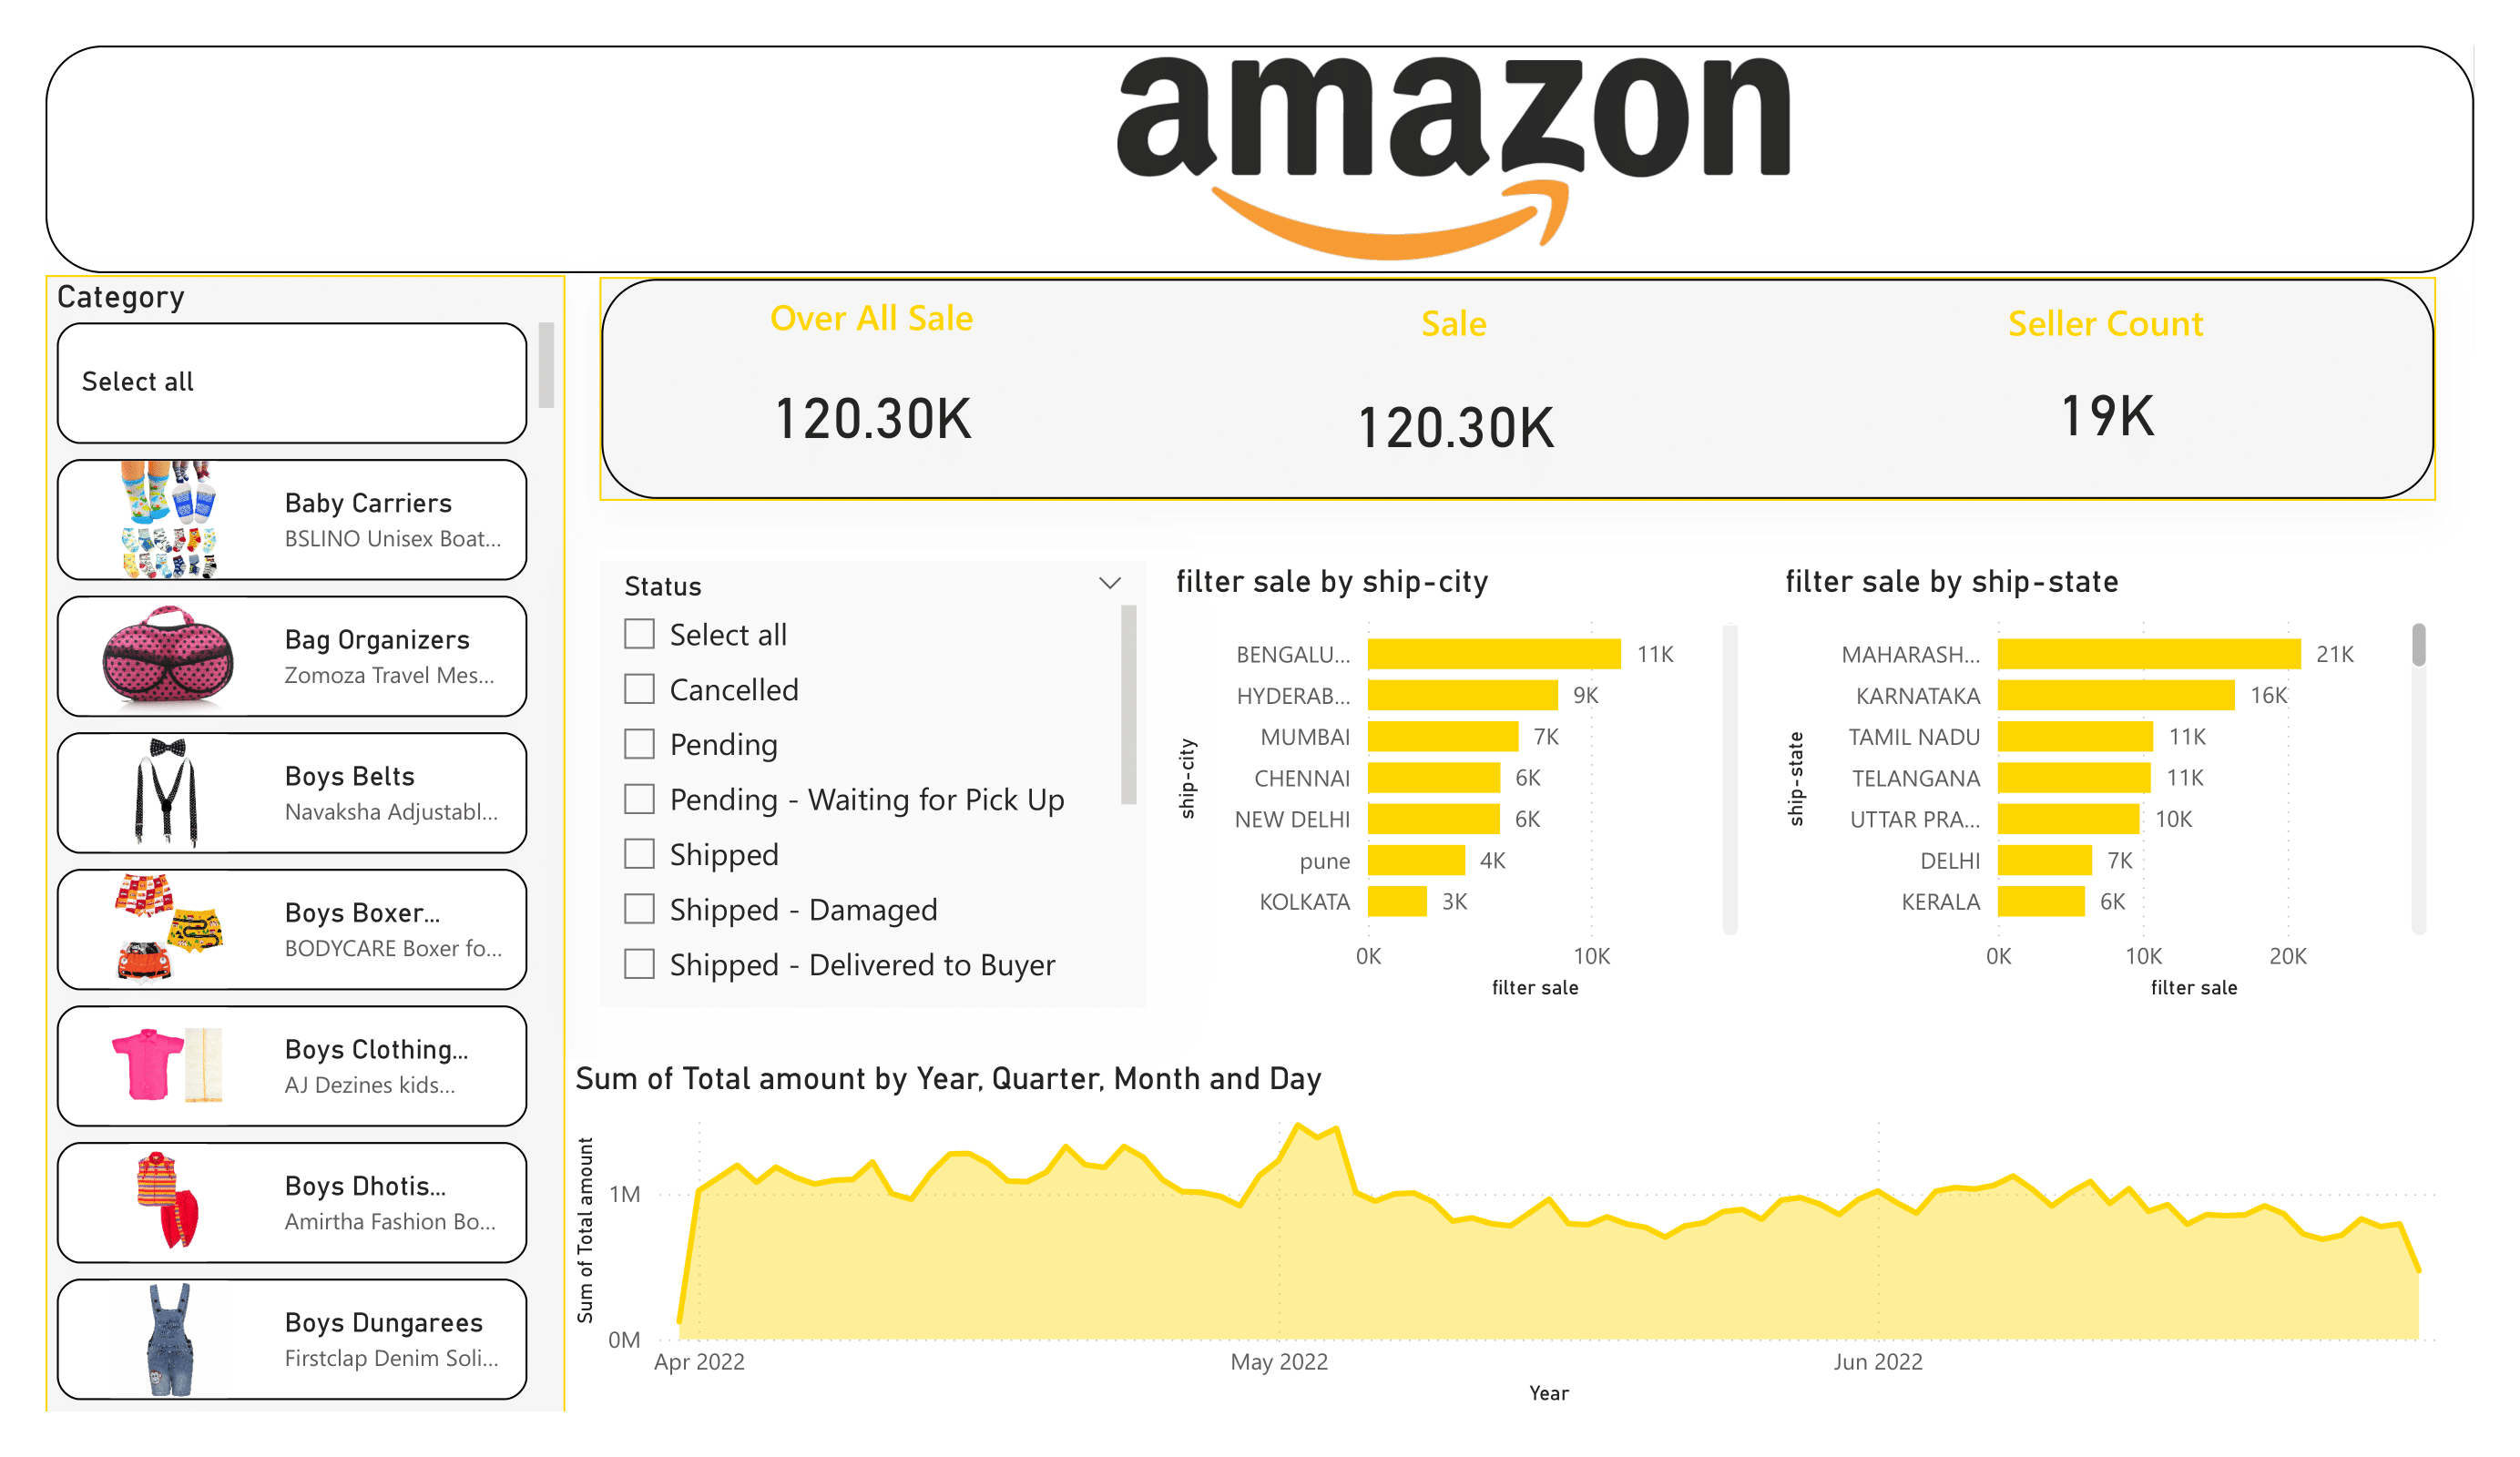 amazon
Category
Select all
Baby Carriers
BSLINO Unisex Boat...
Bag Organizers
Zomoza Travel Mes...
Boys Belts
Navaksha Adjustabl...
Boys Boxer...
BODYCARE Boxer fo...
Boys Clothing...
AJ Dezines kids...
Boys Dhotis...
Amirtha Fashion Bo...
Boys Dungarees
Firstclap Denim Soli...
Over All Sale
120.30K
Sale
120.30K
Seller Count
19K
Status
Select all
Cancelled
Pending
Pending - Waiting for Pick Up
Shipped
Shipped - Damaged
Shipped - Delivered to Buyer
filter sale by ship-city
ship-city
BENGALU... 11K
HYDERAB... 9K
MUMBAI 7K
CHENNAI 6K
NEW DELHI 6K
pune 4K
KOLKATA 3K
0K 10K
filter sale
filter sale by ship-state
ship-state
MAHARASH... 21K
KARNATAKA 16K
TAMIL NADU 11K
TELANGANA 11K
UTTAR PRA... 10K
DELHI 7K
KERALA 6K
0K 10K 20K
filter sale
Sum of Total amount by Year, Quarter, Month and Day
Sum of Total amount
1M
0M
Apr 2022 May 2022 Jun 2022
Year